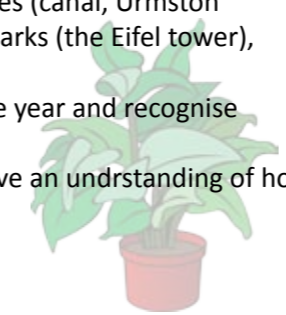 es (canal, Urmston
arks (the Eifel tower),
e year and recognise
ve an undrstanding of ho